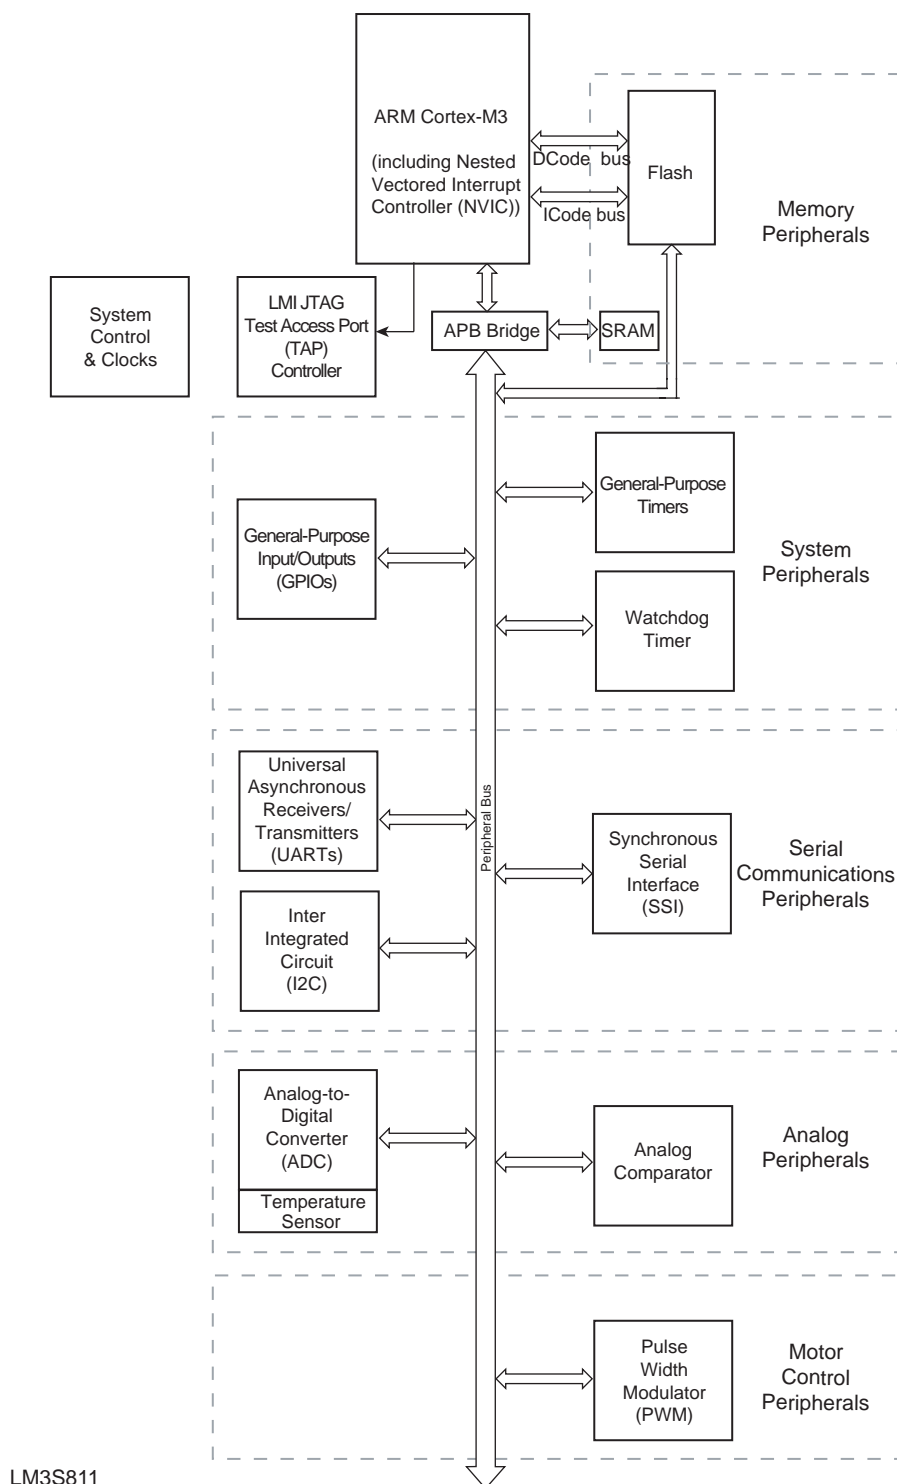 ARM Cortex-M3
(including Nested
Vectored Interrupt
Controller (NVIC))
DCode bus
ICode bus
Flash
Memory
Peripherals
System
Control
& Clocks
LMI JTAG
Test Access Port
(TAP)
Controller
APB Bridge
SRAM
General-Purpose
Timers
General-Purpose
Input/Outputs
(GPIOs)
System
Peripherals
Watchdog
Timer
Universal
Asynchronous
Receivers/
Transmitters
(UARTs)
Peripheral Bus
Synchronous
Serial
Interface
(SSI)
Serial
Communications
Peripherals
Inter
Integrated
Circuit
(I2C)
Analog-to-
Digital
Converter
(ADC)
Temperature
Sensor
Analog
Comparator
Analog
Peripherals
Pulse
Width
Modulator
(PWM)
Motor
Control
Peripherals
LM3S811